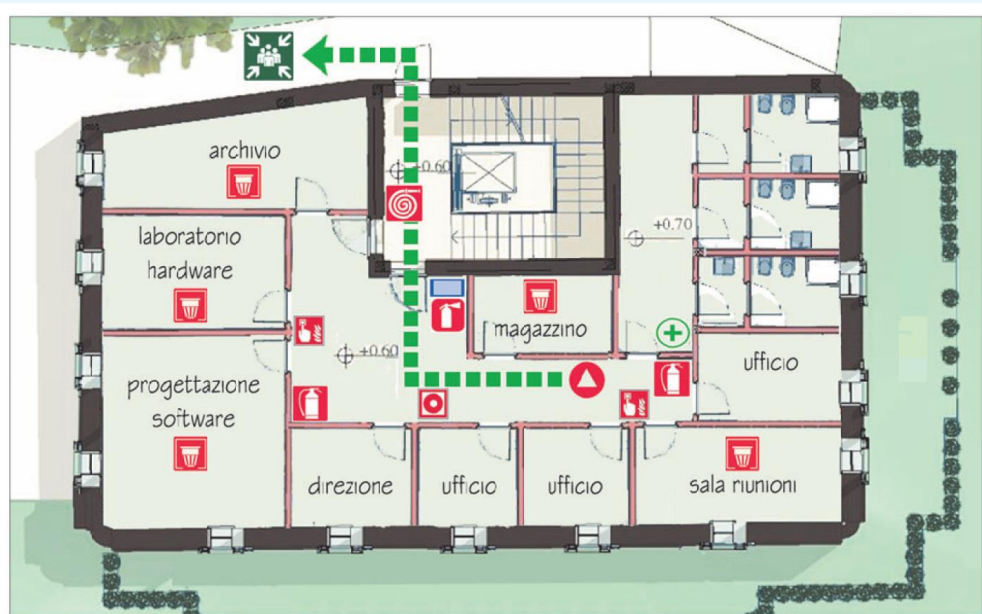 archivio
+0.60
laboratorio
hardware
+0.70
magazzino
+0.60
ufficio
progettazione
software
direzione
ufficio
ufficio
sala riunioni